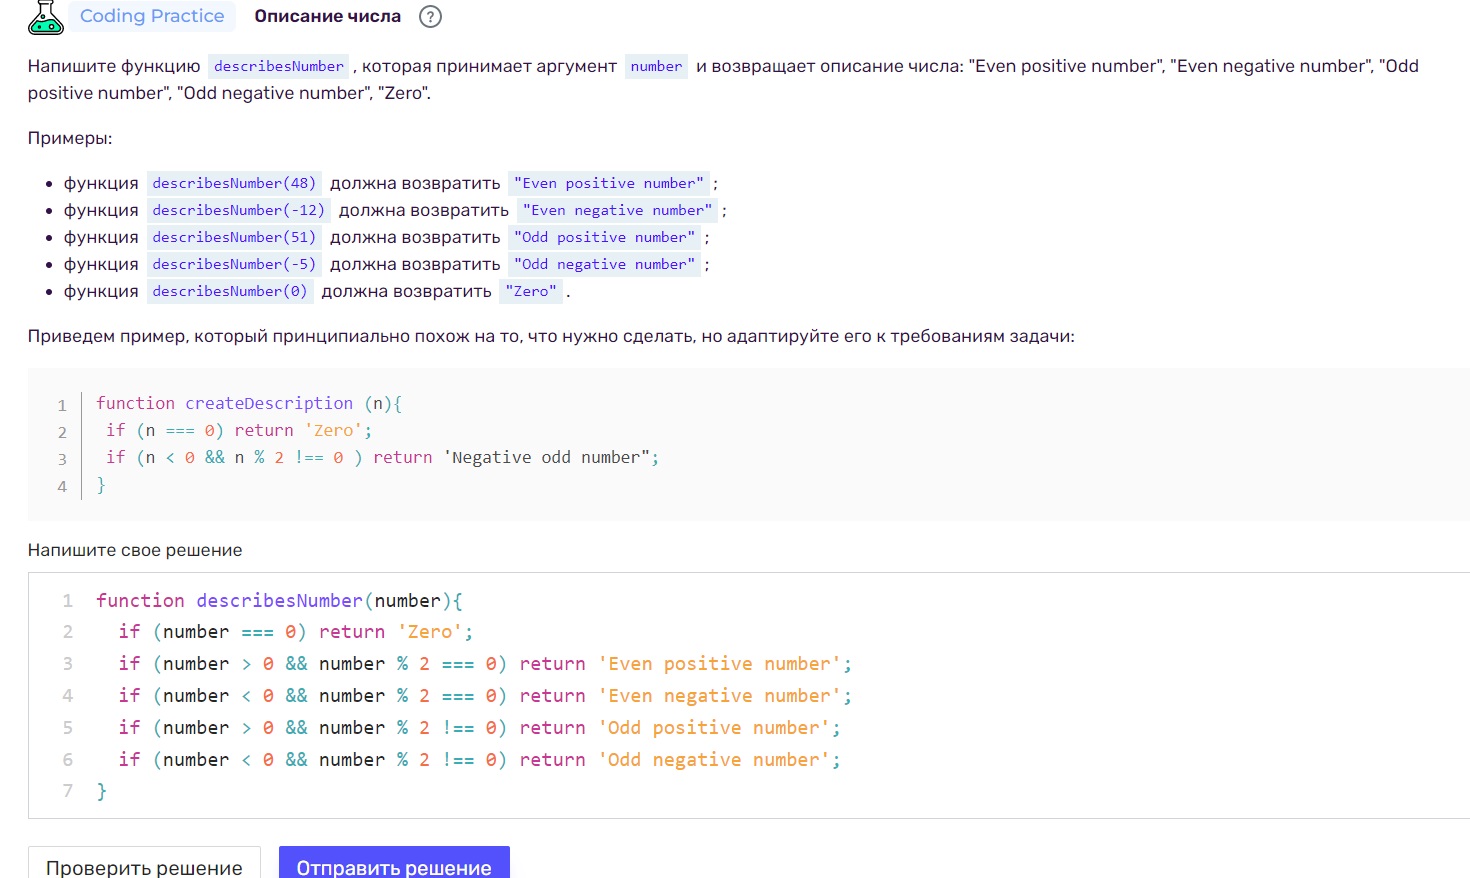 Coding Practice Описание числа ?
Напишите функцию describesNumber , которая принимает аргумент number и возвращает описание числа: "Even positive number", "Even negative number", "Odd
positive number", "Odd negative number", "Zero".
Примеры:
• функция describesNumber(48) должна возвратить "Even positive number" ;
• функция describesNumber(-12) должна возвратить "Even negative number" ;
• функция describesNumber(51) должна возвратить "Odd positive number" ;
• функция describesNumber(-5) должна возвратить "Odd negative number" ;
• функция describesNumber(0) должна возвратить "Zero" .
Приведем пример, который принципиально похож на то, что нужно сделать, но адаптируйте его к требованиям задачи:
1 function createDescription (n){
2 if (n === 0) return 'Zero';
3 if (n < 0 && n % 2 !== 0 ) return 'Negative odd number";
4 }
Напишите свое решение
1 function describesNumber(number){
2 if (number === 0) return 'Zero';
3 if (number > 0 && number % 2 === 0) return 'Even positive number';
4 if (number < 0 && number % 2 === 0) return 'Even negative number';
5 if (number > 0 && number % 2 !== 0) return 'Odd positive number';
6 if (number < 0 && number % 2 !== 0) return 'Odd negative number';
7 }
Проверить решение Отправить решение